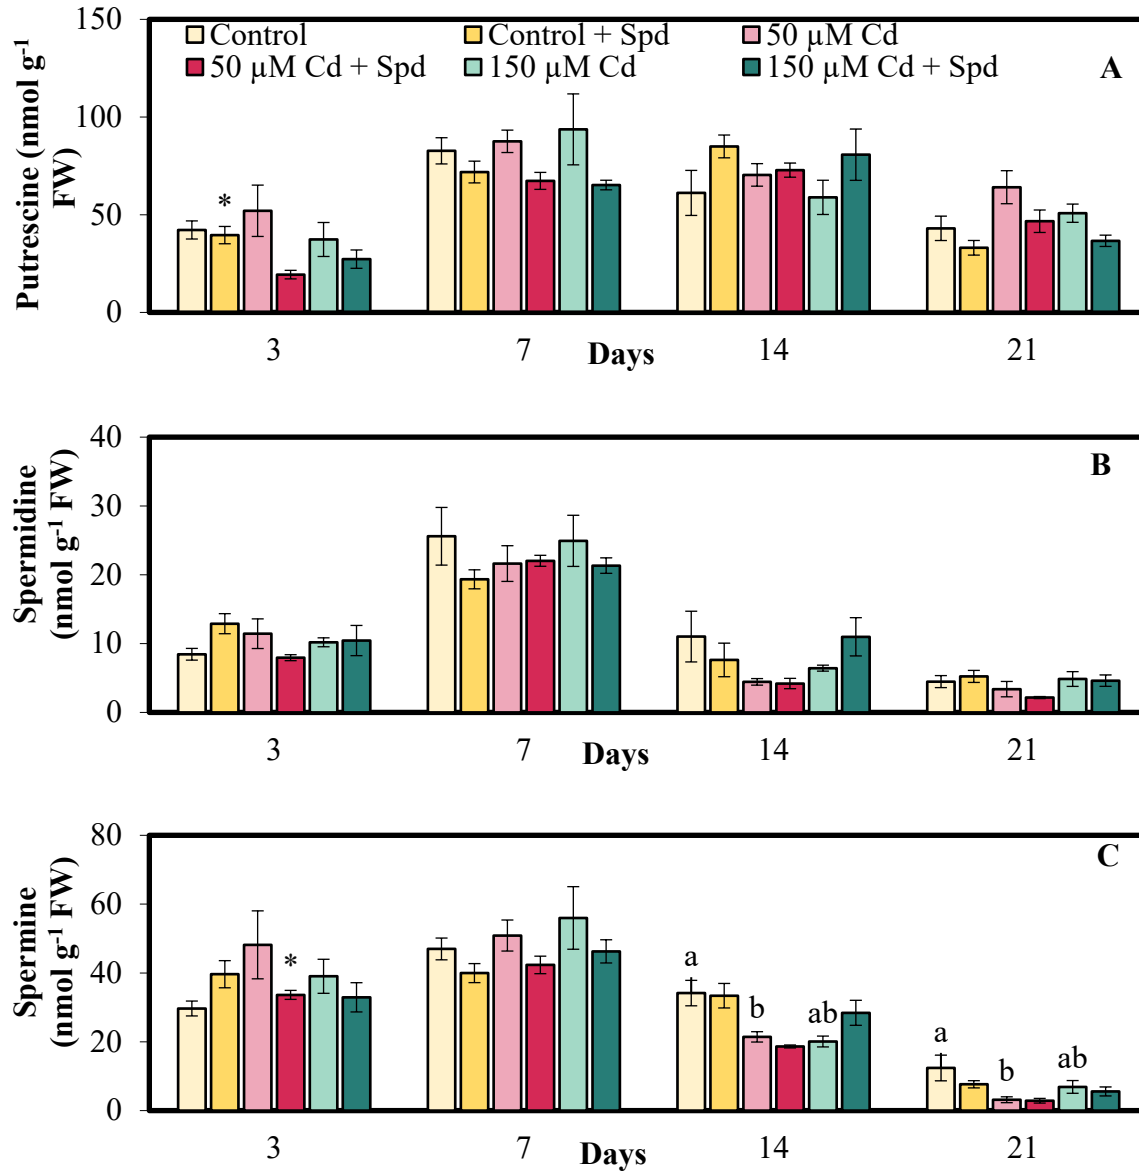 150
100
50
0
Putrescine (nmol g⁻¹
FW)
Control
Control + Spd
50 µM Cd
50 µM Cd + Spd
150 µM Cd
150 µM Cd + Spd
A
*
3
7
Days
14
21
40
30
20
10
0
Spermidine
(nmol g⁻¹ FW)
B
3
7
Days
14
21
80
60
40
20
0
Spermine
(nmol g⁻¹ FW)
C
*
a
b
ab
a
b
ab
3
7
Days
14
21